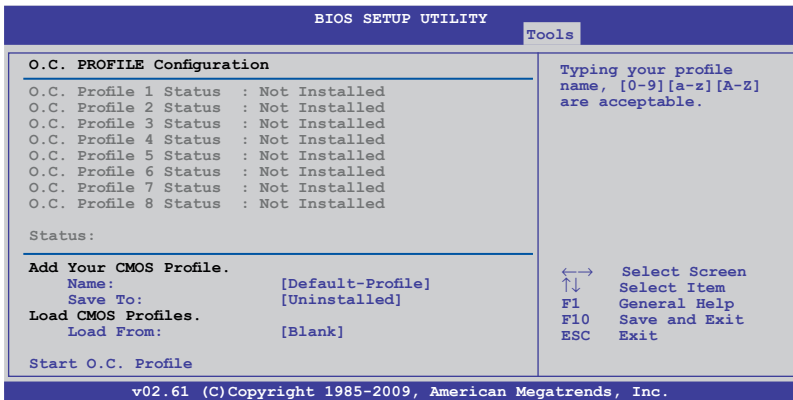 BIOS SETUP UTILITY
Tools
O.C. PROFILE Configuration
O.C. Profile 1 Status : Not Installed
O.C. Profile 2 Status : Not Installed
O.C. Profile 3 Status : Not Installed
O.C. Profile 4 Status : Not Installed
O.C. Profile 5 Status : Not Installed
O.C. Profile 6 Status : Not Installed
O.C. Profile 7 Status : Not Installed
O.C. Profile 8 Status : Not Installed
Status:
Add Your CMOS Profile.
Name: [Default-Profile]
Save To: [Uninstalled]
Load CMOS Profiles.
Load From: [Blank]
Start O.C. Profile
Typing your profile
name, [0-9][a-z][A-Z]
are acceptable.
←→ Select Screen
↑↓ Select Item
F1 General Help
F10 Save and Exit
ESC Exit
v02.61 (C)Copyright 1985-2009, American Megatrends, Inc.